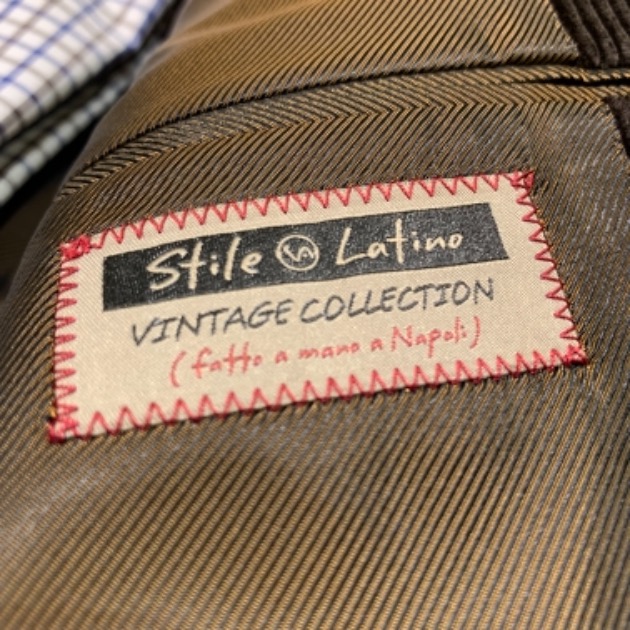 Stile Latino
VINTAGE COLLECTION
(fatto a mano a Napoli)